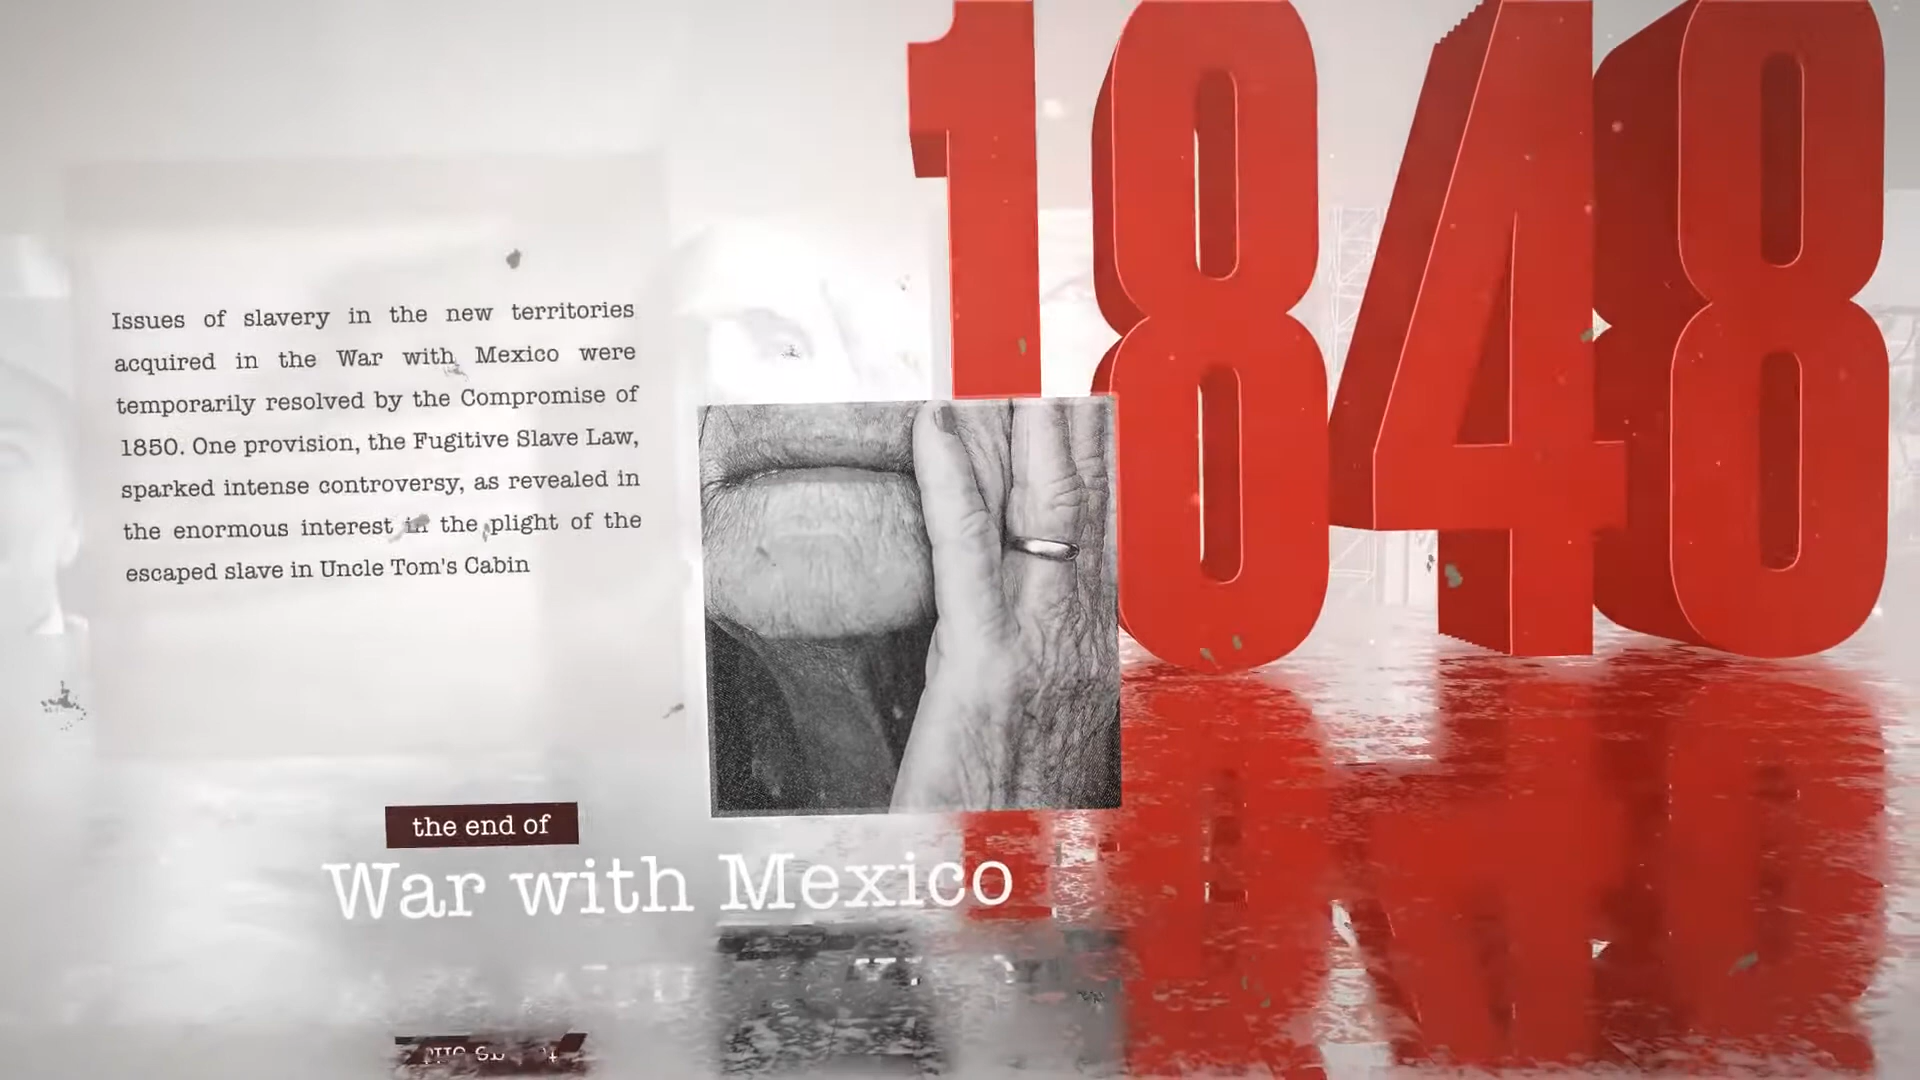 1848
Issues of slavery in the new territories
acquired in the War with Mexico were
temporarily resolved by the Compromise of
1850. One provision, the Fugitive Slave Law,
sparked intense controversy, as revealed in
the enormous interest in the plight of the
escaped slave in Uncle Tom's Cabin
the end of
War with Mexico